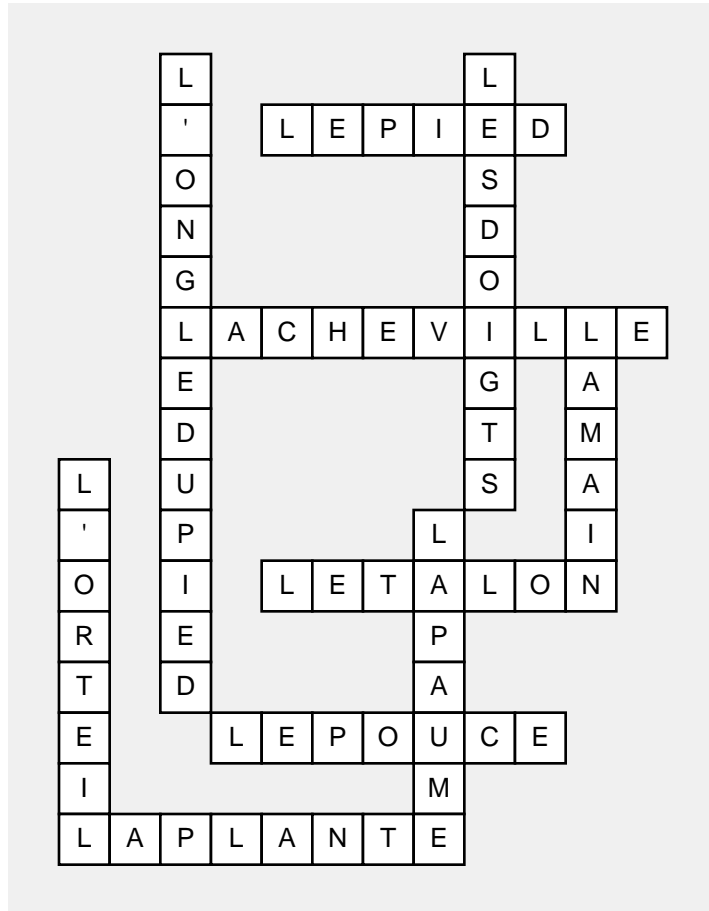 L'ONGLEDUPIED
LESDOIGTS
LEPIED
LACHEVILLE
LAMAIN
L'ORTEIL
LAPAUME
LETALON
LEPOUCE
LAPLANTE